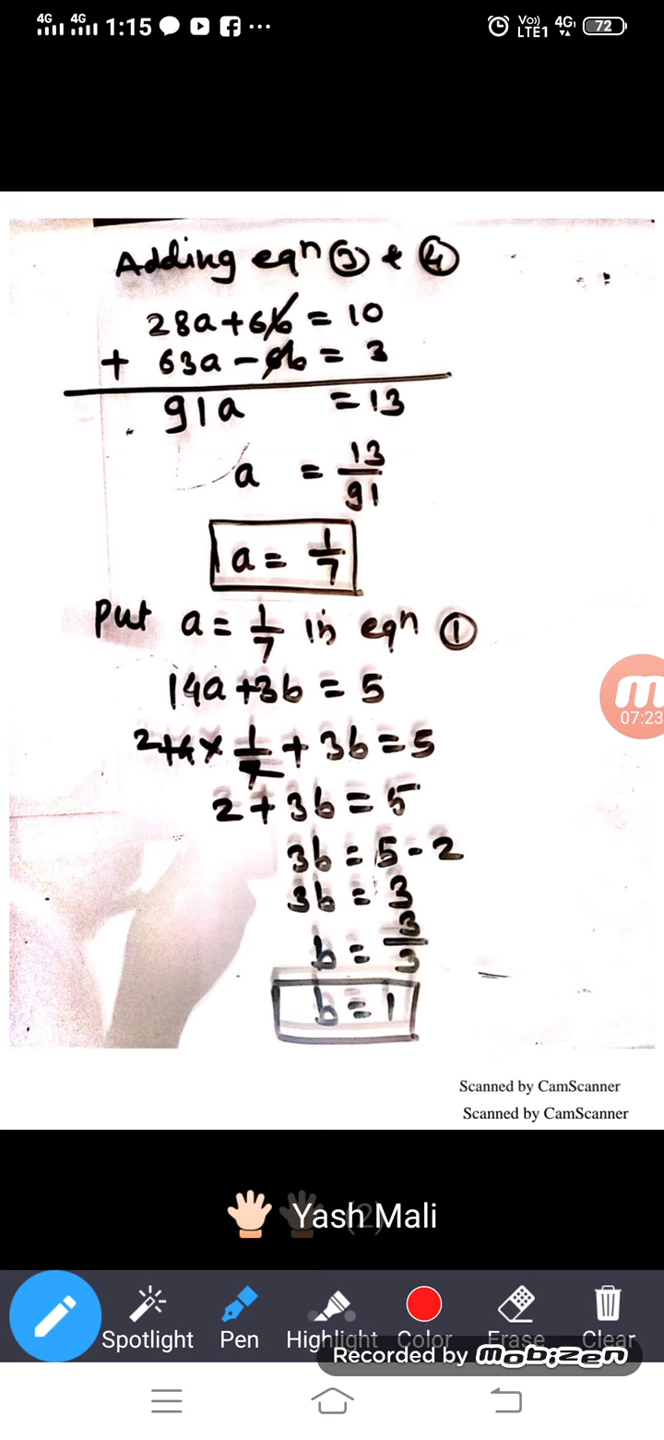 4G 4G 1:15 ... Vo)) LTE1 4G1 72
Adding eqn ③ & ④
28a+6b = 10
+ 63a - 6b = 3
91a = 13
a = 13/91
a = 1/7
Put a = 1/7 in eqn ①
14a + 3b = 5
2 14 × 1/7 + 3b = 5
2 + 3b = 5
3b = 5 - 2
3b = 3
b = 3/3
b = 1
m
07:23
Scanned by CamScanner
Scanned by CamScanner
Yash Mali (2)
Spotlight Pen Highlight Color Erase Clear
Recorded by mobizen